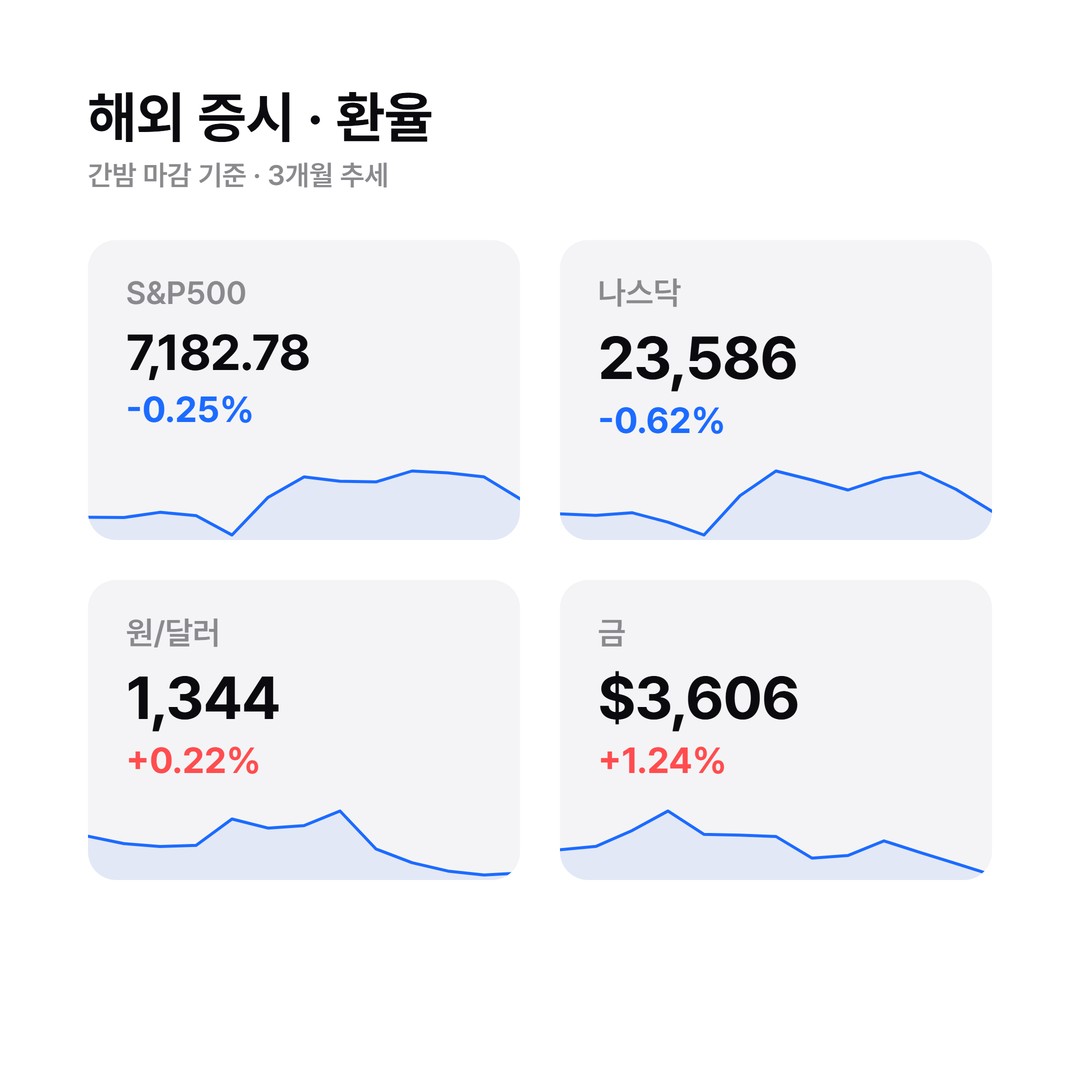 해외 증시 · 환율
간밤 마감 기준 · 3개월 추세
S&P500
7,182.78
-0.25%
나스닥
23,586
-0.62%
원/달러
1,344
+0.22%
금
$3,606
+1.24%